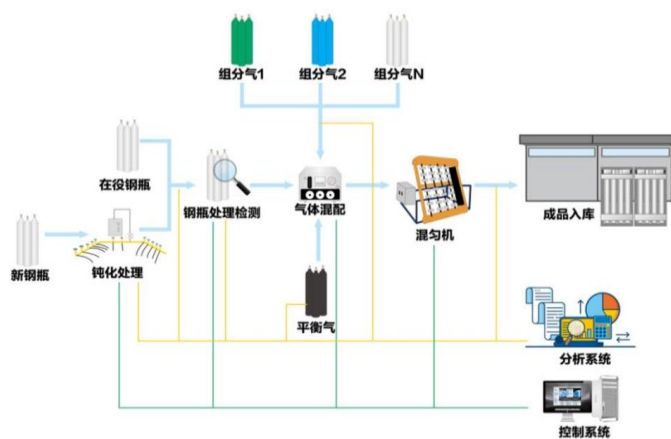 组分气1
组分气2
组分气N
在役钢瓶
钢瓶处理检测
气体混配
混匀机
成品入库
新钢瓶
钝化处理
平衡气
分析系统
控制系统